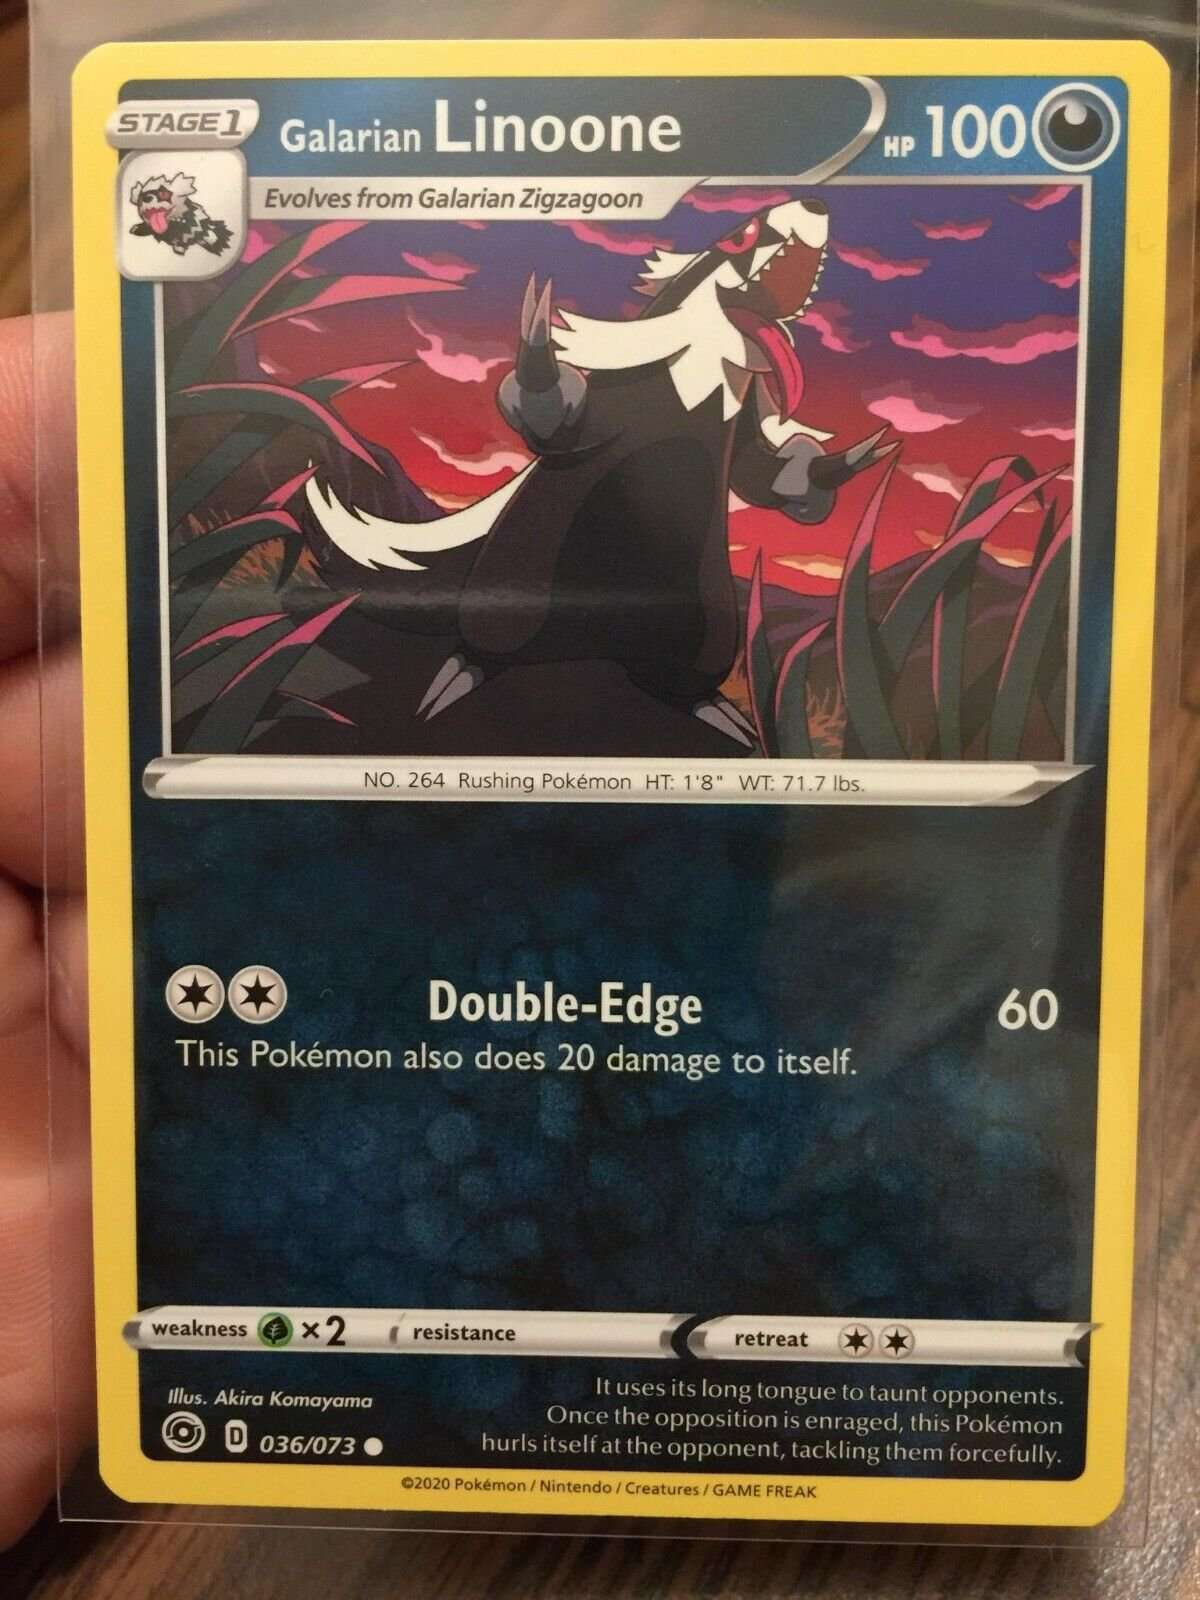 STAGE 1
Galarian Linoone
HP 100
Evolves from Galarian Zigzagoon
NO. 264 Rushing Pokémon HT: 1'8" WT: 71.7 lbs.
Double-Edge 60
This Pokémon also does 20 damage to itself.
weakness ×2 resistance retreat
Illus. Akira Komayama
D 036/073
It uses its long tongue to taunt opponents.
Once the opposition is enraged, this Pokémon
hurls itself at the opponent, tackling them forcefully.
©2020 Pokémon / Nintendo / Creatures / GAME FREAK